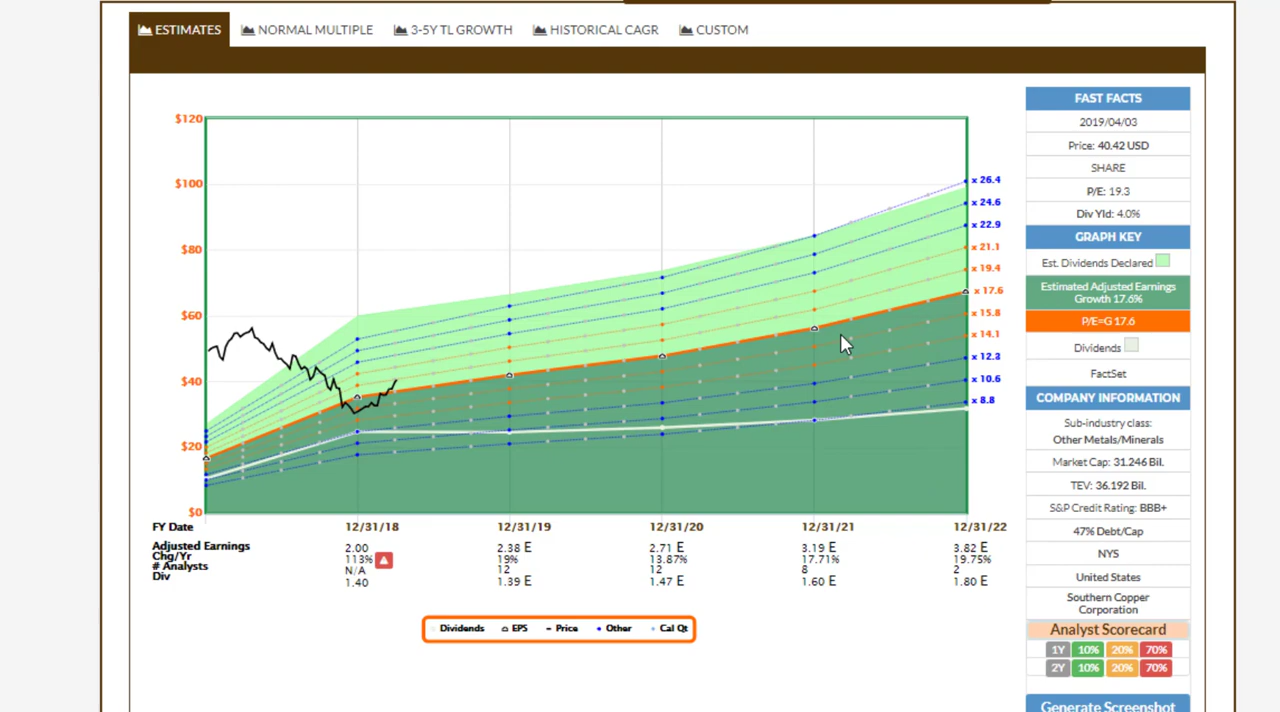 ESTIMATES NORMAL MULTIPLE 3-5Y TL GROWTH HISTORICAL CAGR CUSTOM
$120
$100
$80
$60
$40
$20
$0
x 26.4
x 24.6
x 22.9
x 21.1
x 19.4
x 17.6
x 15.8
x 14.1
x 12.3
x 10.6
x 8.8
FY Date 12/31/18 12/31/19 12/31/20 12/31/21 12/31/22
Adjusted Earnings 2.00 2.38 E 2.71 E 3.19 E 3.82 E
Chg/Yr 113% 19% 13.87% 17.71% 19.75%
# Analysts N/A 12 12 8 2
Div 1.40 1.39 E 1.47 E 1.60 E 1.80 E
Dividends EPS Price Other Cal Qt
FAST FACTS
2019/04/03
Price: 40.42 USD
SHARE
P/E: 19.3
Div Yld: 4.0%
GRAPH KEY
Est. Dividends Declared
Estimated Adjusted Earnings
Growth 17.6%
P/E=G 17.6
Dividends
FactSet
COMPANY INFORMATION
Sub-industry class:
Other Metals/Minerals
Market Cap: 31.246 Bil.
TEV: 36.192 Bil.
S&P Credit Rating: BBB+
47% Debt/Cap
NYS
United States
Southern Copper
Corporation
Analyst Scorecard
1Y 10% 20% 70%
2Y 10% 20% 70%
Generate Screenshot